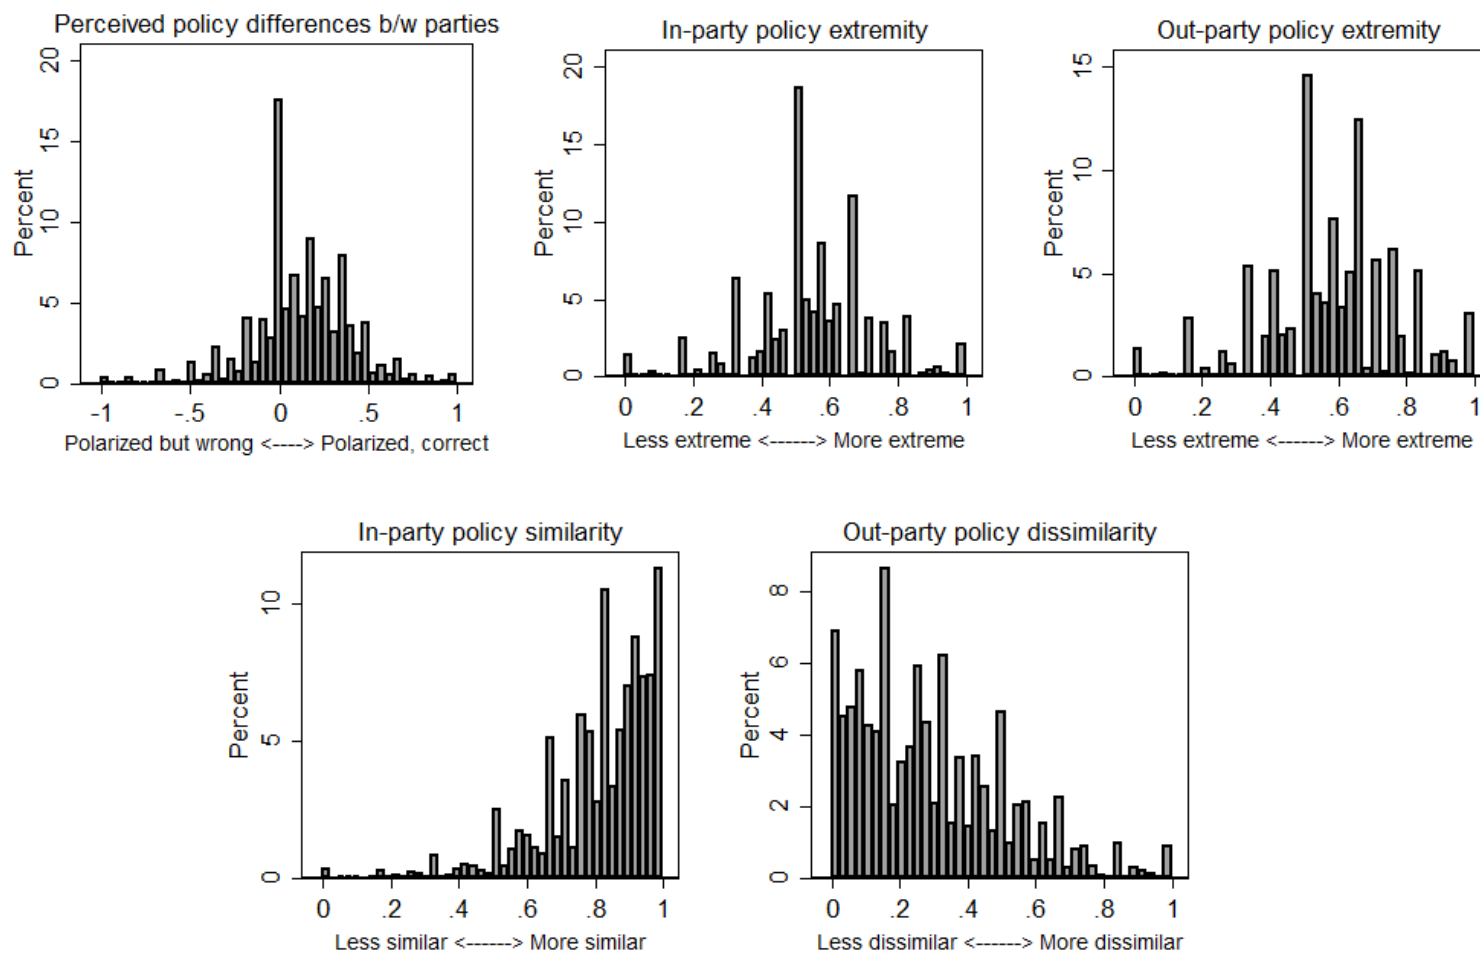 Perceived policy differences b/w parties
Percent
20
15
10
5
0
-1 -.5 0 .5 1
Polarized but wrong <----> Polarized, correct
In-party policy extremity
Percent
20
15
10
5
0
0 .2 .4 .6 .8 1
Less extreme <------> More extreme
Out-party policy extremity
Percent
15
10
5
0
0 .2 .4 .6 .8 1
Less extreme <------> More extreme
In-party policy similarity
Percent
10
5
0
0 .2 .4 .6 .8 1
Less similar <------> More similar
Out-party policy dissimilarity
Percent
8
6
4
2
0
0 .2 .4 .6 .8 1
Less dissimilar <------> More dissimilar